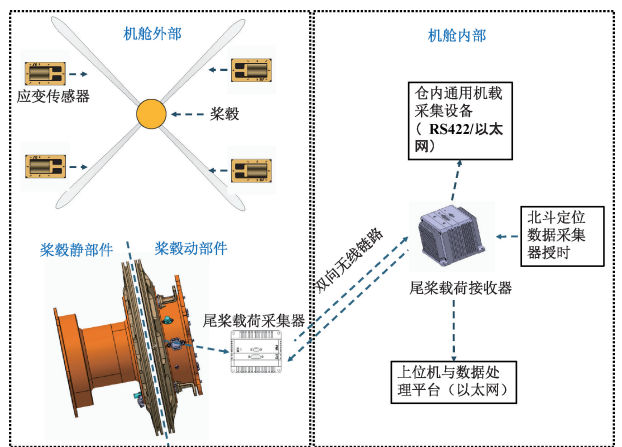 机舱外部
应变传感器
桨毂
桨毂静部件
桨毂动部件
尾桨载荷采集器
双向无线链路
机舱内部
仓内通用机载
采集设备
（ RS422/以太
网）
北斗定位
数据采集
器授时
尾桨载荷接收器
上位机与数据处
理平台（以太网）